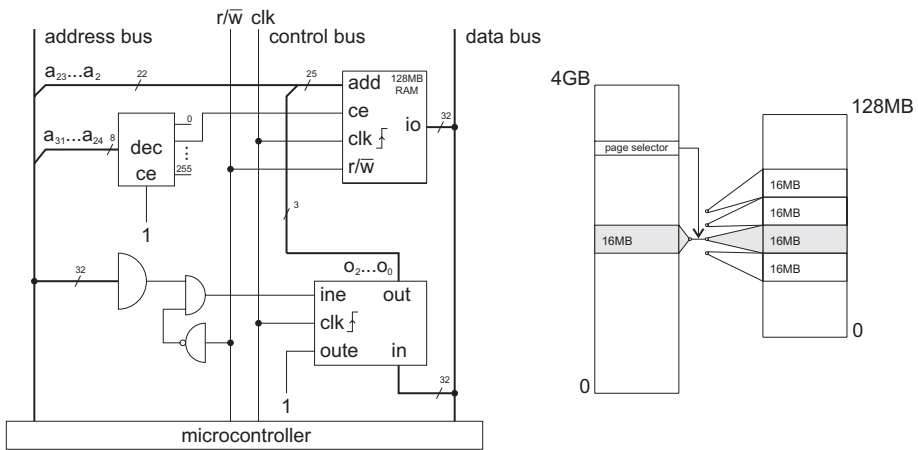 r/w̅ clk
address bus
control bus
data bus
a₂₃...a₂
22
25
add
128MB
RAM
ce
clk
io
32
r/w̅
a₃₁...a₂₄
8
dec
ce
0
⋮
255
1
3
32
o₂...o₀
ine
out
clk
oute
in
1
32
microcontroller
4GB
page selector
16MB
0
128MB
16MB
16MB
16MB
16MB
0